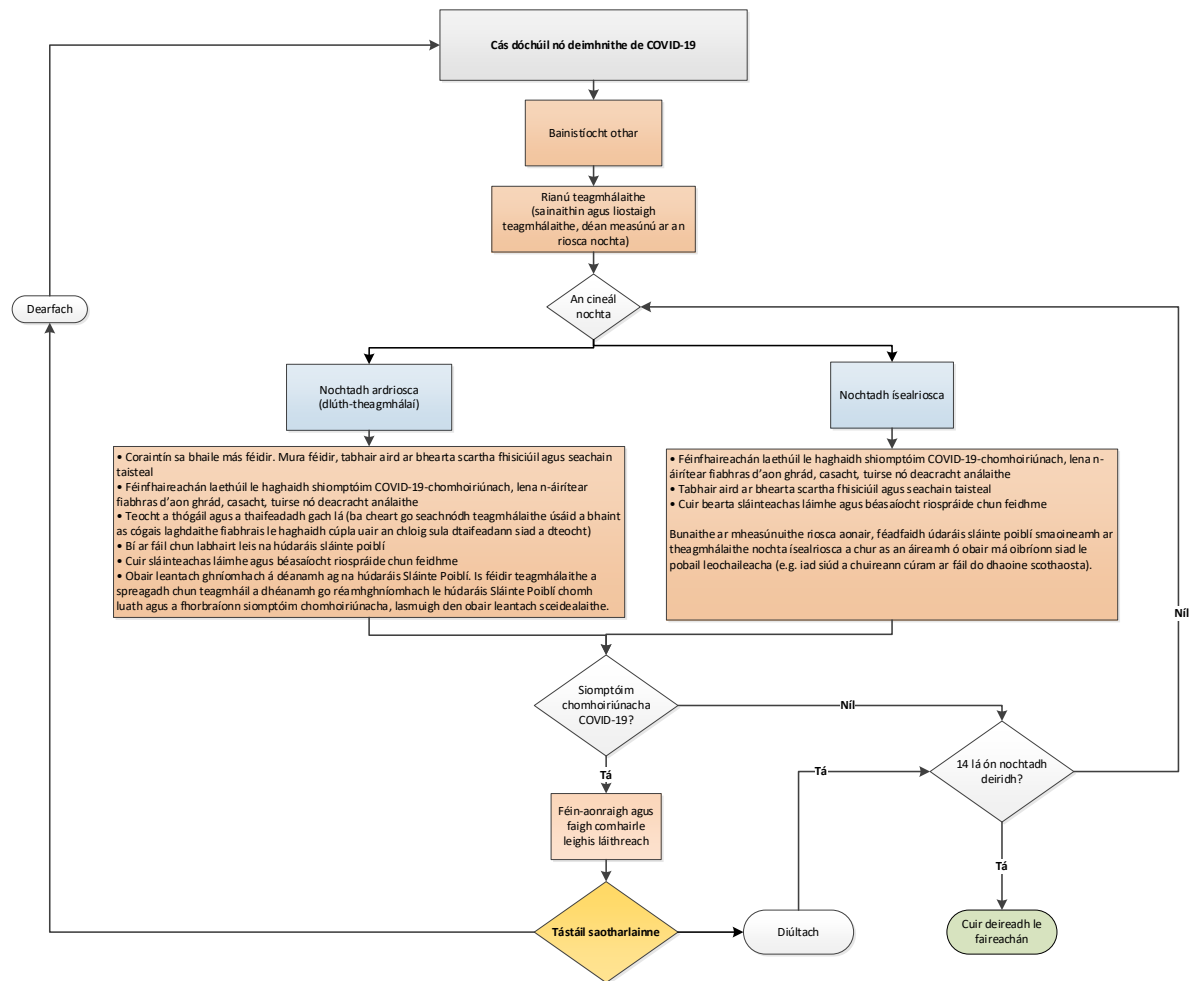 Cás dóchúil nó deimhnithe de COVID-19
Bainistíocht othar
Rianú teagmhálaithe
(sainaithin agus liostaigh
teagmhálaithe, déan measúnú ar an
riosca nochta)
An cineál
nochta
Dearfach
Nochtadh ardriosca
(dlúth-theagmhálaí)
Nochtadh ísealriosca
• Coraintín sa bhaile más féidir. Mura féidir, tabhair aird ar bhearta scartha fhisiciúil agus seachain
taisteal
• Féinfhaireachán laethúil le haghaidh shiomptóim COVID-19-chomhoiriúnach, lena n-áirítear
fiabhras d’aon ghrád, casacht, tuirse nó deacracht análaithe
• Teocht a thógáil agus a thaifeadadh gach lá (ba cheart go seachnódh teagmhálaithe úsáid a bhaint
as cógais laghdaithe fiabhrais le haghaidh cúpla uair an chloig sula dtaifeadann siad a dteocht)
• Bí ar fáil chun labhairt leis na húdaráis sláinte poiblí
• Cuir sláinteachas láimhe agus béasaíocht riospráide chun feidhme
• Obair leantach ghníomhach á déanamh ag na húdaráis Sláinte Poiblí. Is féidir teagmhálaithe a
spreagadh chun teagmháil a dhéanamh go réamhghníomhach le húdaráis Sláinte Poiblí chomh
luath agus a fhorbraíonn siomptóim chomhoiriúnacha, lasmuigh den obair leantach sceidealaithe.
• Féinfhaireachán laethúil le haghaidh shiomptóim COVID-19-chomhoiriúnach, lena n-
áirítear fiabhras d’aon ghrád, casacht, tuirse nó deacracht análaithe
• Tabhair aird ar bhearta scartha fhisiciúil agus seachain taisteal
• Cuir bearta sláinteachas láimhe agus béasaíocht riospráide chun feidhme
Bunaithe ar mheasúnuithe riosca aonair, féadfaidh údaráis sláinte poiblí smaoineamh ar
theagmhálaithe nochta ísealriosca a chur as an áireamh ó obair má oibríonn siad le
pobail leochaileacha (e.g. iad siúd a chuireann cúram ar fáil do dhaoine scothaosta).
Níl
Siomptóim
chomhoiriúnacha
COVID-19?
Níl
14 lá ón nochtadh
deiridh?
Tá
Tá
Féin-aonraigh agus
faigh comhairle
leighis láithreach
Tá
Tástáil saotharlainne
Diúltach
Cuir deireadh le
faireachán